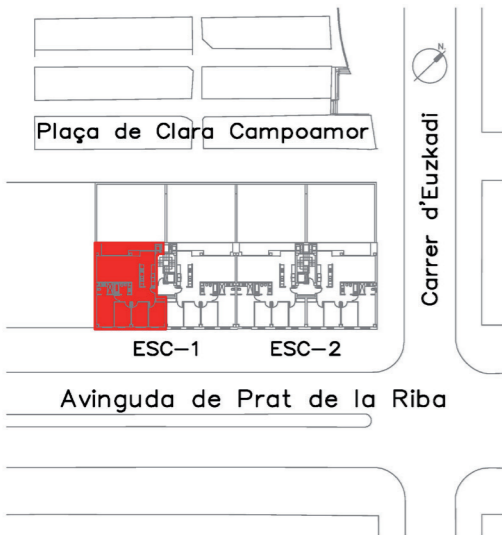 N.
Plaça de Clara Campoamor
Carrer d'Euzkadi
ESC-1
ESC-2
Avinguda de Prat de la Riba